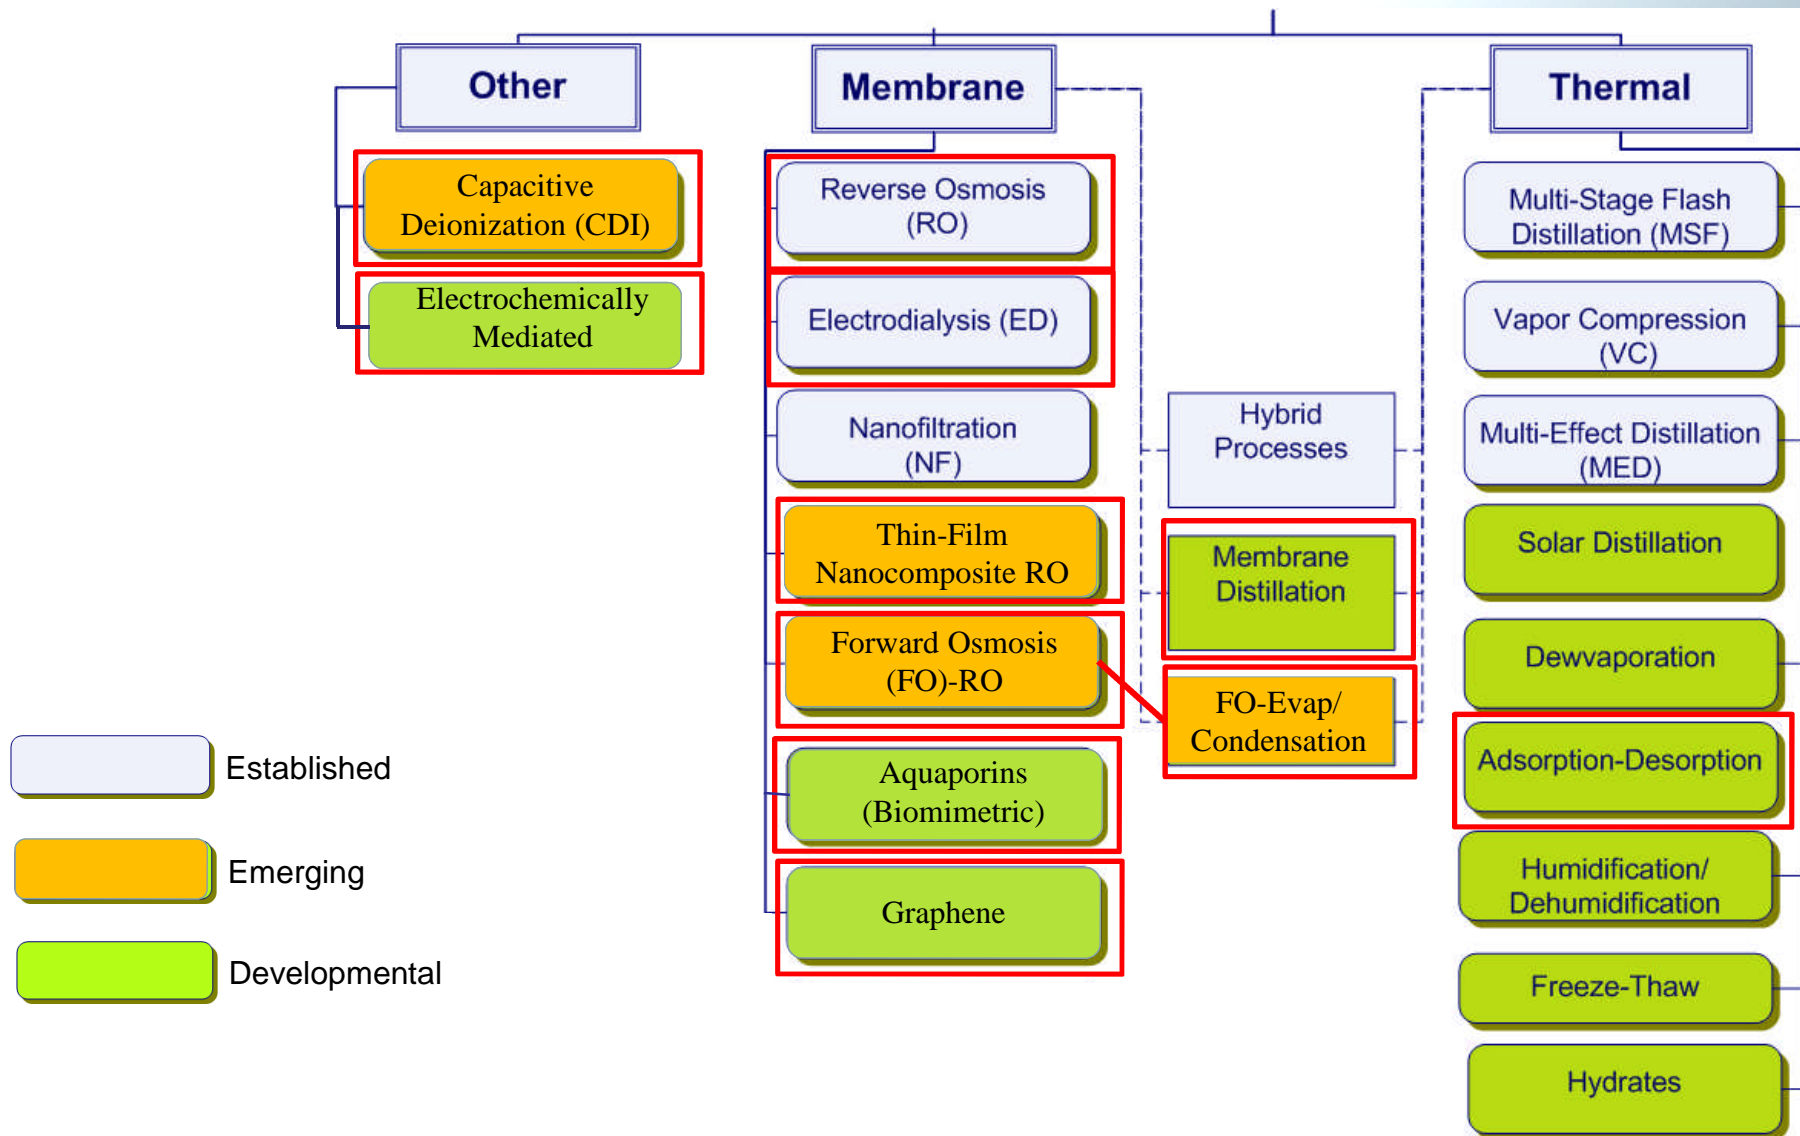 Other
Capacitive
Deionization (CDI)
Electrochemically
Mediated
Membrane
Reverse Osmosis
(RO)
Electrodialysis (ED)
Nanofiltration
(NF)
Thin-Film
Nanocomposite RO
Forward Osmosis
(FO)-RO
Aquaporins
(Biomimetric)
Graphene
Hybrid
Processes
Membrane
Distillation
FO-Evap/
Condensation
Thermal
Multi-Stage Flash
Distillation (MSF)
Vapor Compression
(VC)
Multi-Effect Distillation
(MED)
Solar Distillation
Dewvaporation
Adsorption-Desorption
Humidification/
Dehumidification
Freeze-Thaw
Hydrates
Established
Emerging
Developmental